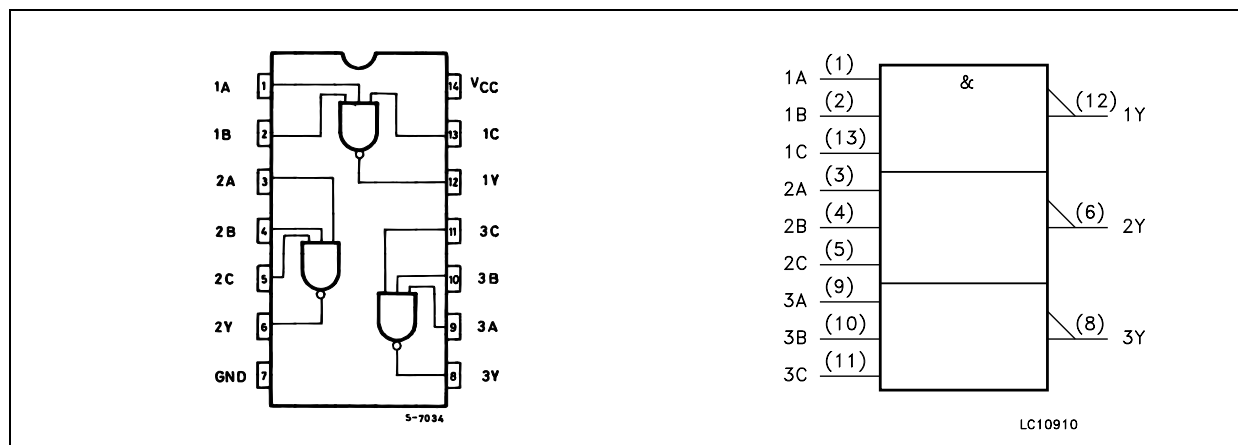 1A 1 14 VCC
1B 2 13 1C
2A 3 12 1Y
2B 4 11 3C
2C 5 10 3B
2Y 6 9 3A
GND 7 8 3Y
S-7034
&
1A (1)
1B (2)
1C (13)
2A (3)
2B (4)
2C (5)
3A (9)
3B (10)
3C (11)
(12) 1Y
(6) 2Y
(8) 3Y
LC10910